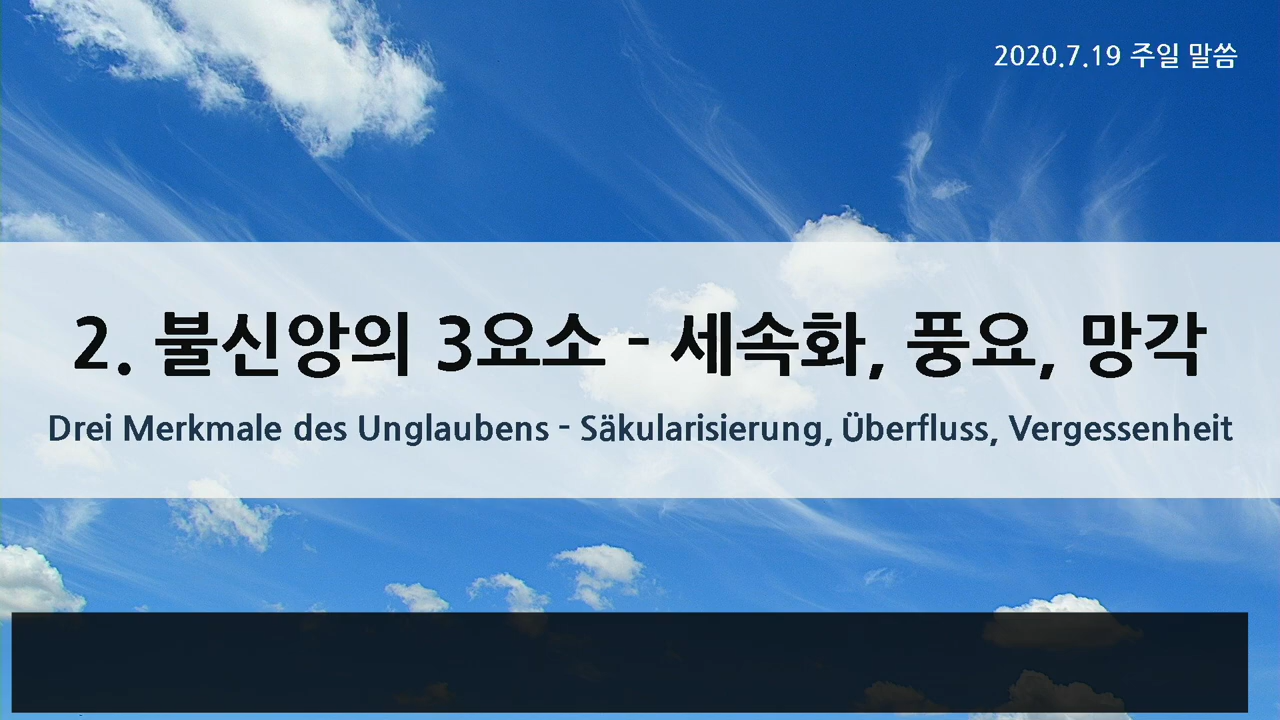 2020.7.19 주일 말씀
2. 불신앙의 3요소 - 세속화, 풍요, 망각
Drei Merkmale des Unglaubens - Säkularisierung, Überfluss, Vergessenheit